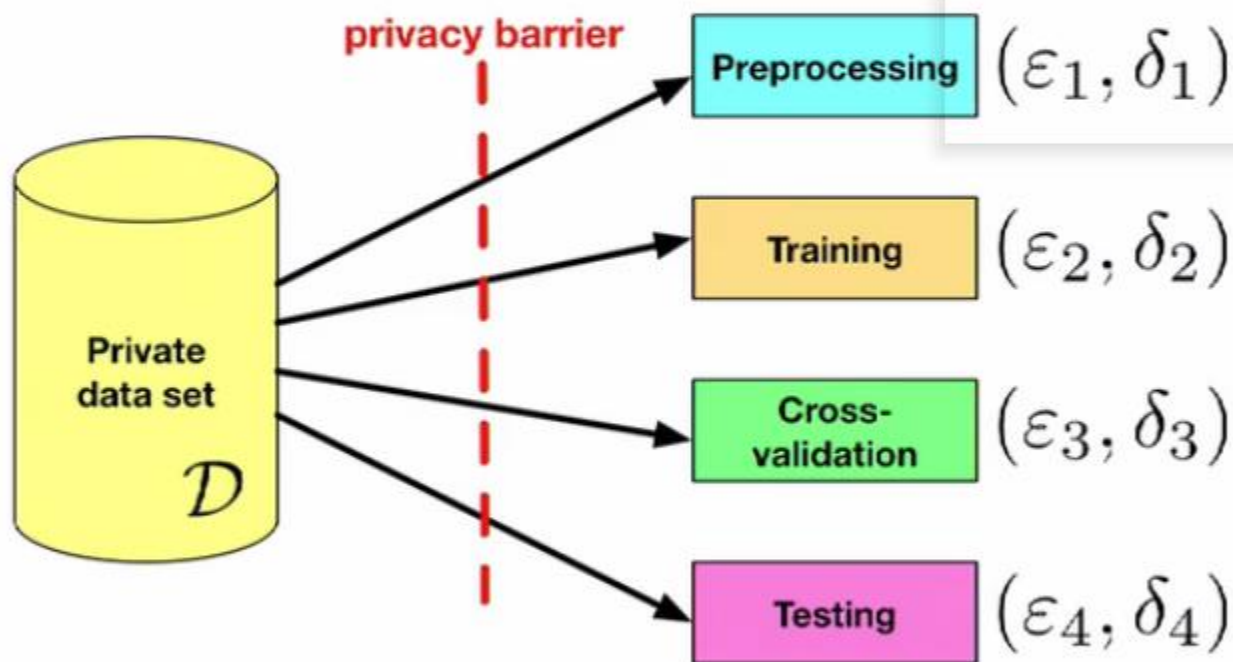 privacy barrier
Preprocessing
(ε₁, δ₁)
Training
(ε₂, δ₂)
Private
data set
𝒟
Cross-
validation
(ε₃, δ₃)
Testing
(ε₄, δ₄)